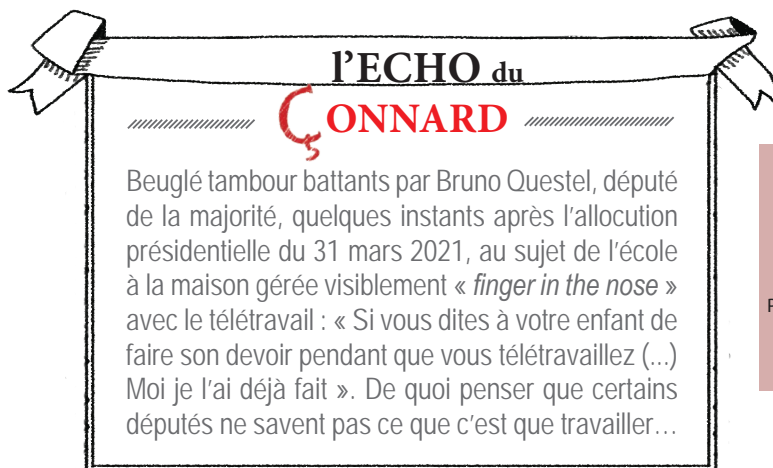 l’ECHO du
ÇONNARD
Beuglé tambour battants par Bruno Questel, député
de la majorité, quelques instants après l’allocution
présidentielle du 31 mars 2021, au sujet de l’école
à la maison gérée visiblement « finger in the nose »
avec le télétravail : « Si vous dites à votre enfant de
faire son devoir pendant que vous télétravaillez (...)
Moi je l’ai déjà fait ». De quoi penser que certains
députés ne savent pas ce que c’est que travailler…